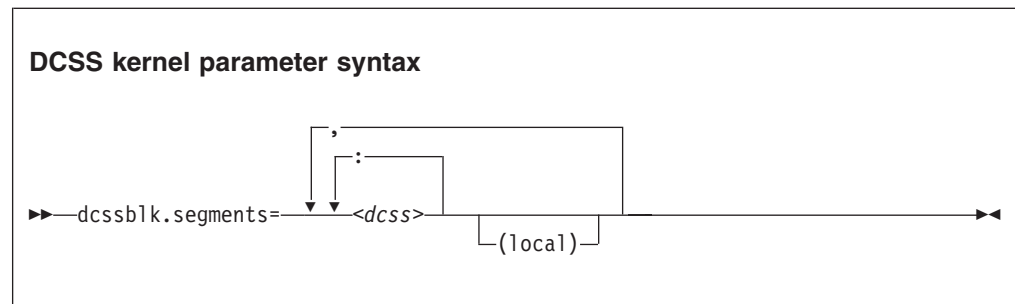 DCSS kernel parameter syntax
,
:
dcssblk.segments= <dcss>
(local)